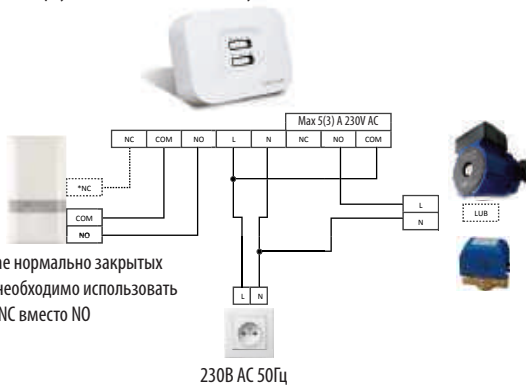 Max 5(3) A 230V AC
NC COM NO L N NC NO COM
*NC
COM
NO
L
N
LUB
нормально закрытых
необходимо использовать
NC вместо NO
L N
230В AC 50Гц